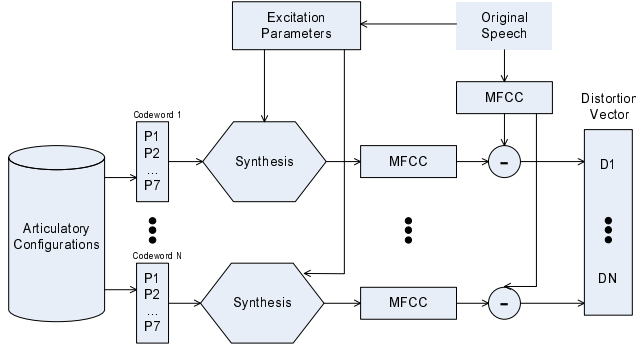 Excitation
Parameters
Original
Speech
MFCC
Distortion
Vector
Codeword 1
P1
P2
...
P7
Synthesis
MFCC
-
D1
Articulatory
Configurations
Codeword N
P1
P2
...
P7
Synthesis
MFCC
-
DN